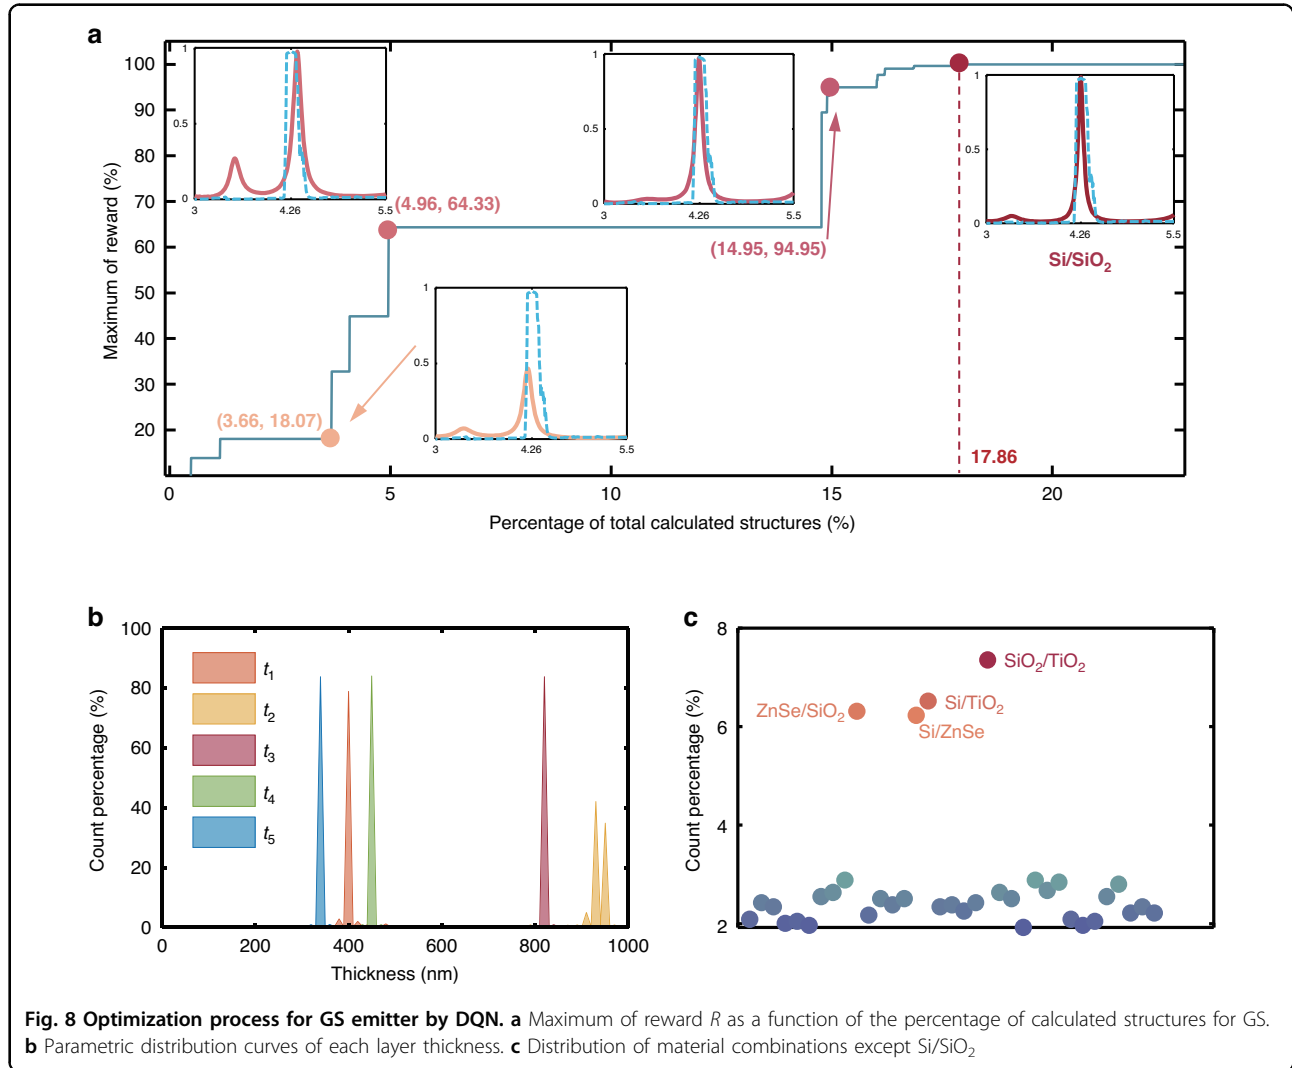 a
100
90
80
70
60
50
40
30
20
Maximum of reward (%)
0
5
10
15
20
Percentage of total calculated structures (%)
1
0.5
0
3
4.26
5.5
(4.96, 64.33)
1
0.5
0
3
4.26
5.5
(3.66, 18.07)
1
0.5
0
3
4.26
5.5
(14.95, 94.95)
1
0.5
0
3
4.26
5.5
Si/SiO2
17.86
b
100
80
60
40
20
0
Count percentage (%)
t1
t2
t3
t4
t5
0
200
400
600
800
1000
Thickness (nm)
c
8
6
4
2
Count percentage (%)
SiO2/TiO2
ZnSe/SiO2
Si/TiO2
Si/ZnSe
Fig. 8 Optimization process for GS emitter by DQN. a Maximum of reward R as a function of the percentage of calculated structures for GS.
b Parametric distribution curves of each layer thickness. c Distribution of material combinations except Si/SiO2